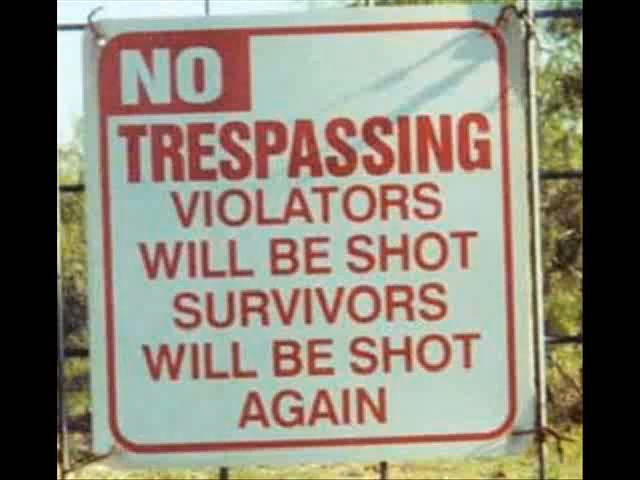 NO
TRESPASSING
VIOLATORS
WILL BE SHOT
SURVIVORS
WILL BE SHOT
AGAIN